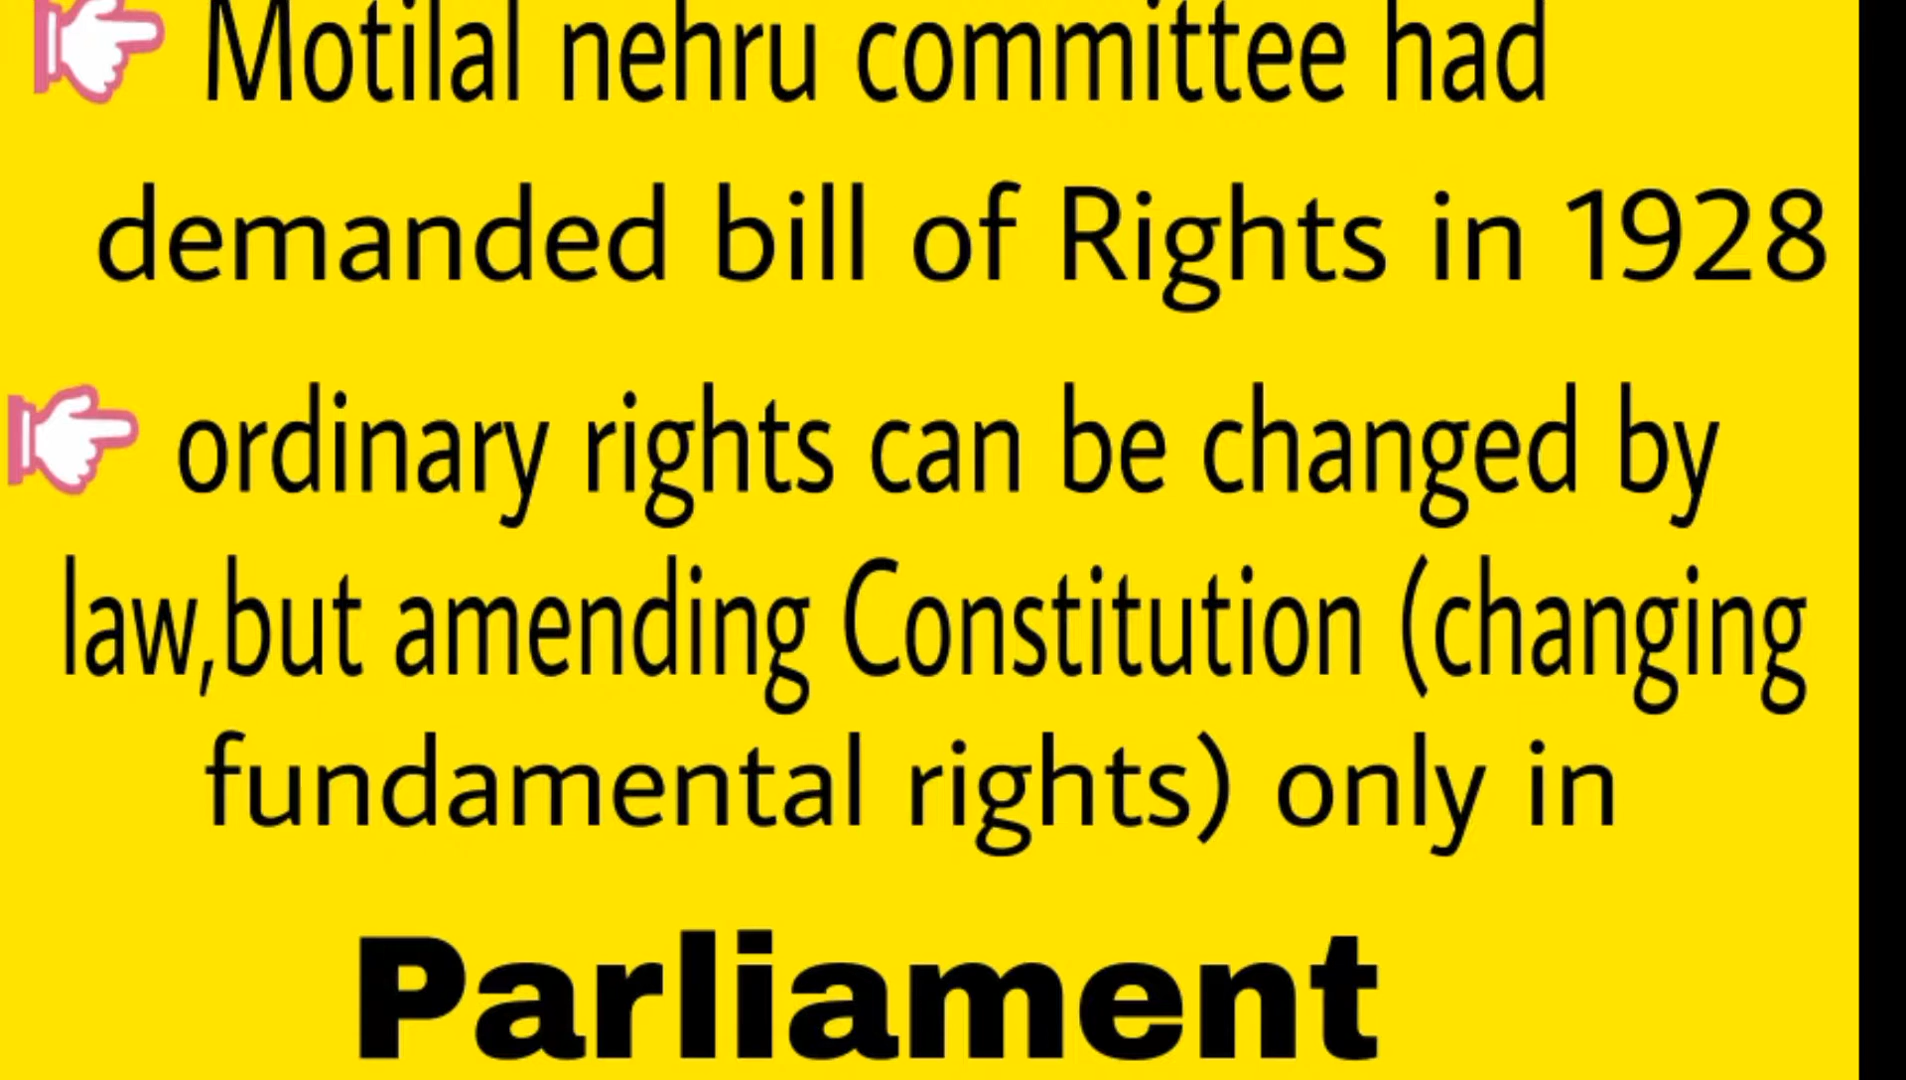 Motilal nehru committee had
demanded bill of Rights in 1928
ordinary rights can be changed by
law,but amending Constitution (changing
fundamental rights) only in
Parliament